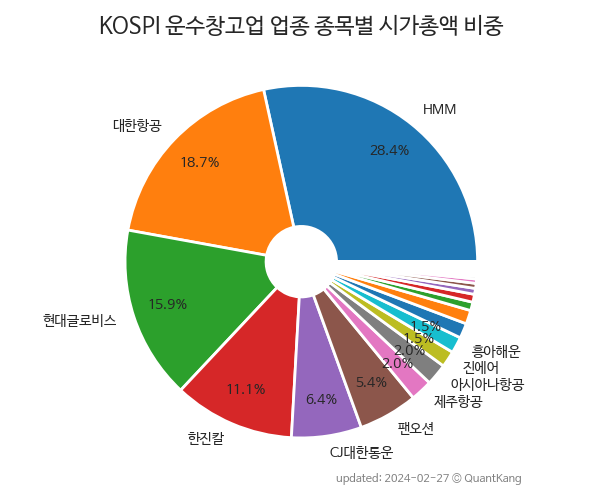 KOSPI 운수창고업 업종 종목별 시가총액 비중
HMM
28.4%
대한항공
18.7%
현대글로비스
15.9%
한진칼
11.1%
CJ대한통운
6.4%
팬오션
5.4%
제주항공
2.0%
아시아나항공
2.0%
진에어
1.5%
흥아해운
1.5%
updated: 2024-02-27 © QuantKang